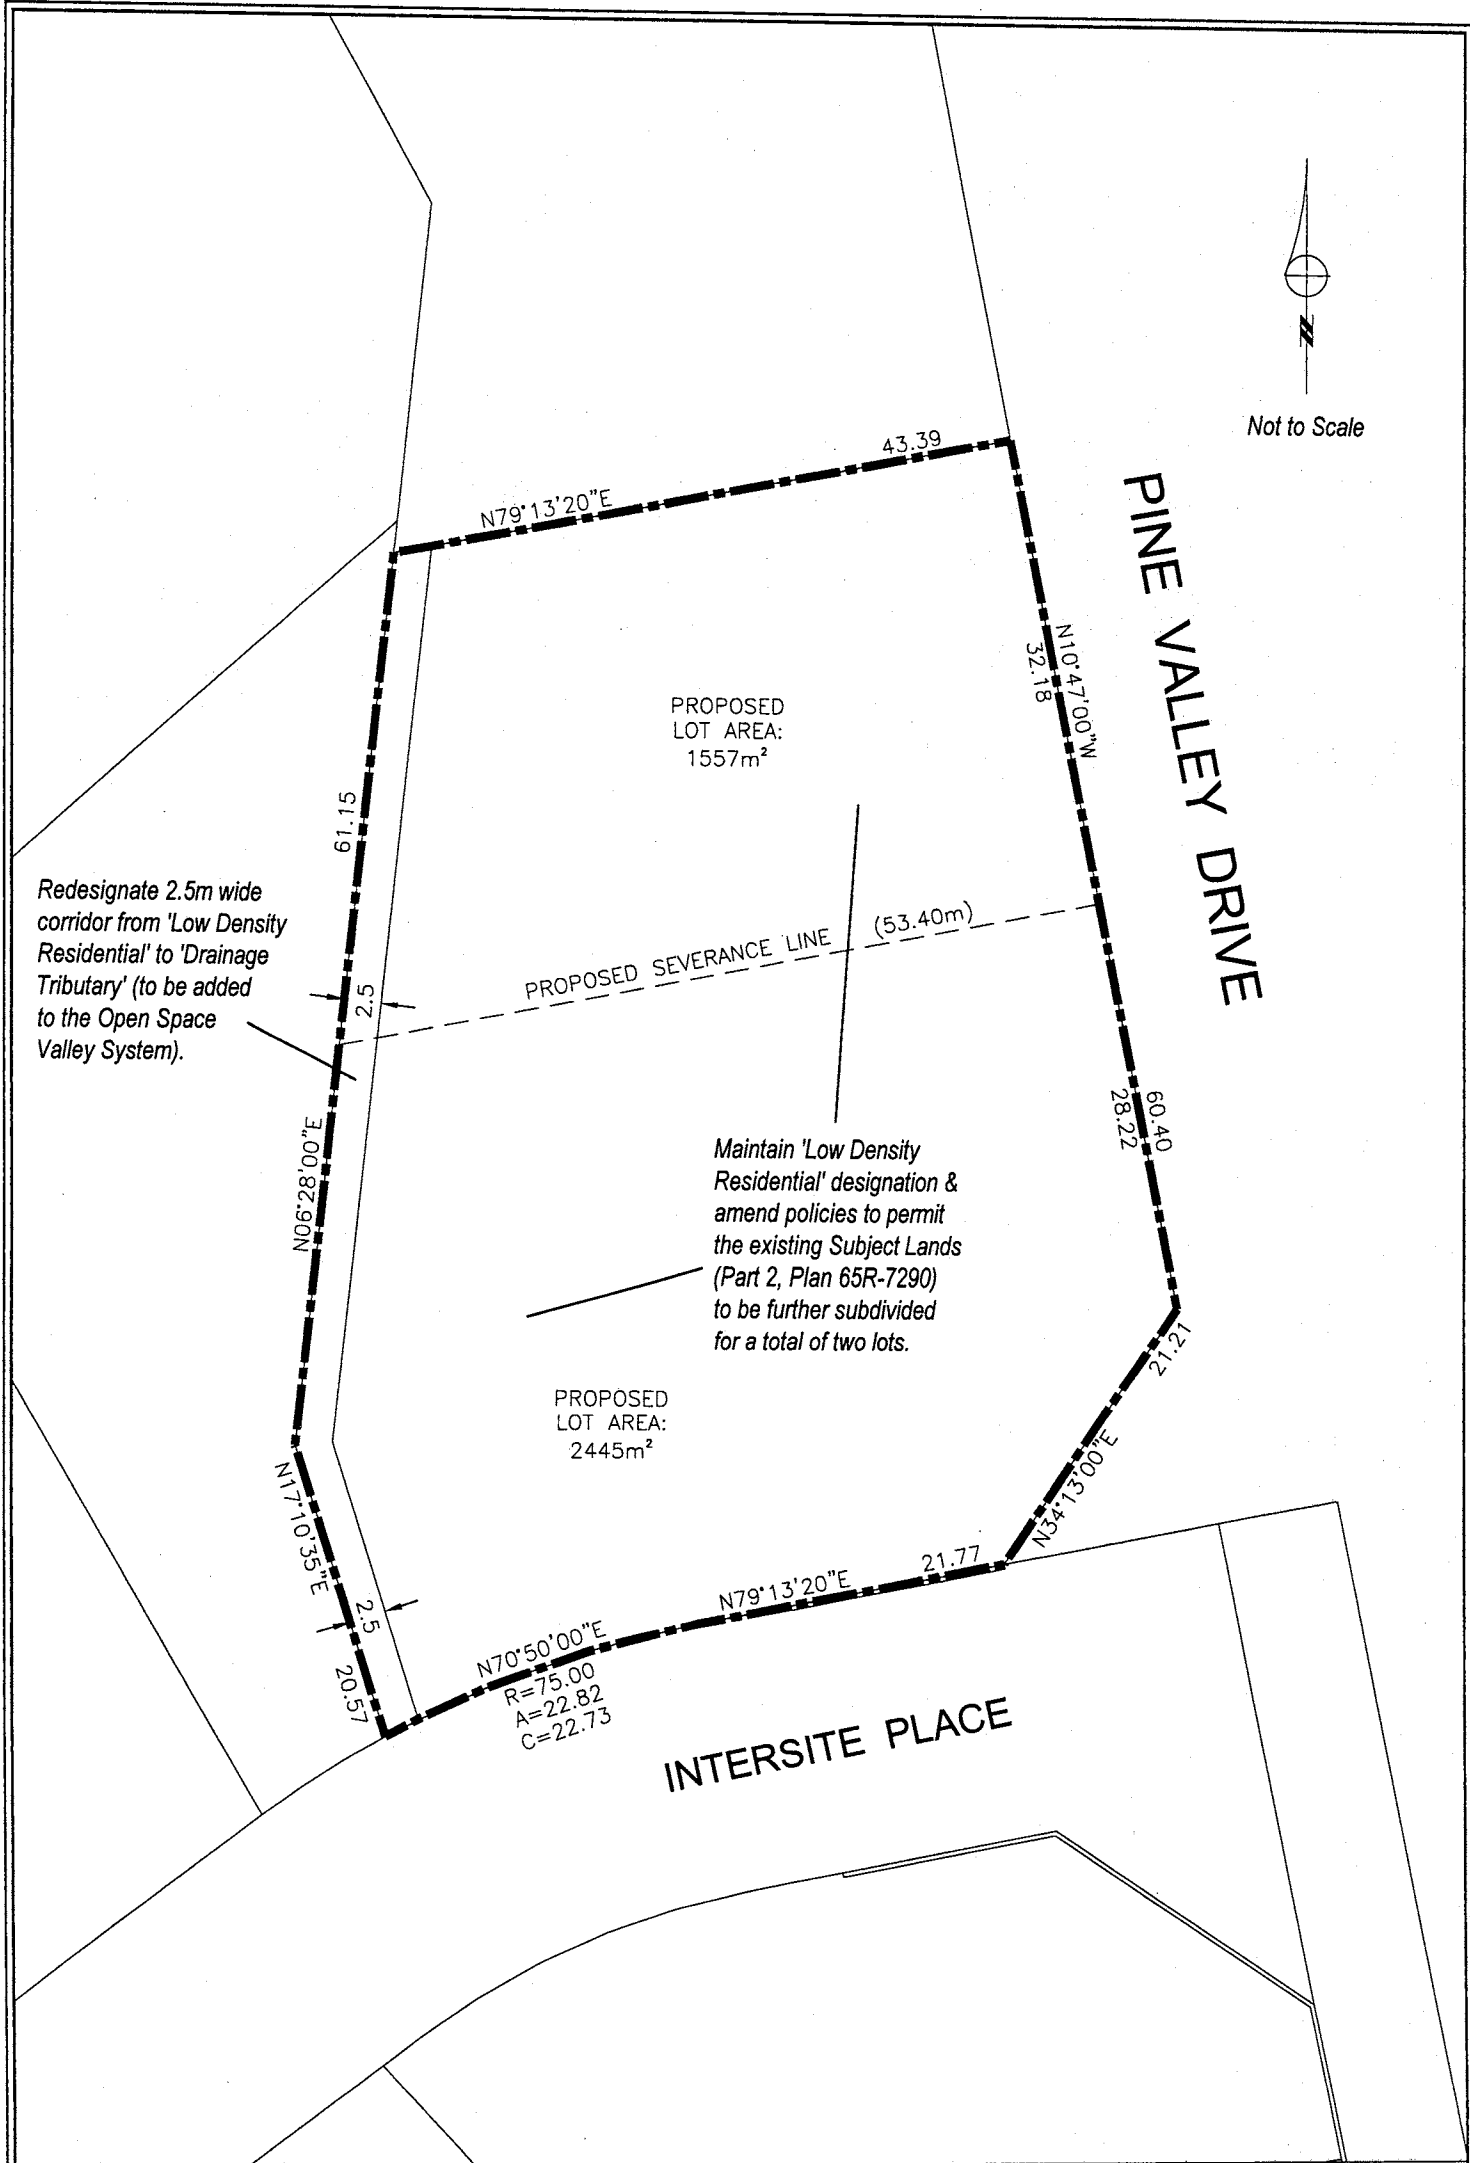 N
Not to Scale
43.39
N79°13'20"E
PINE VALLEY DRIVE
N10°47'00"W
32.18
PROPOSED
LOT AREA:
1557m²
61.15
Redesignate 2.5m wide
corridor from 'Low Density
Residential' to 'Drainage
Tributary' (to be added
to the Open Space
Valley System).
PROPOSED SEVERANCE LINE (53.40m)
2.5
60.40
28.22
N06°28'00"E
Maintain 'Low Density
Residential' designation &
amend policies to permit
the existing Subject Lands
(Part 2, Plan 65R-7290)
to be further subdivided
for a total of two lots.
21.21
N34°13'00"E
PROPOSED
LOT AREA:
2445m²
N17°10'35"E
2.5
20.57
21.77
N79°13'20"E
N70°50'00"E
R=75.00
A=22.82
C=22.73
INTERSITE PLACE